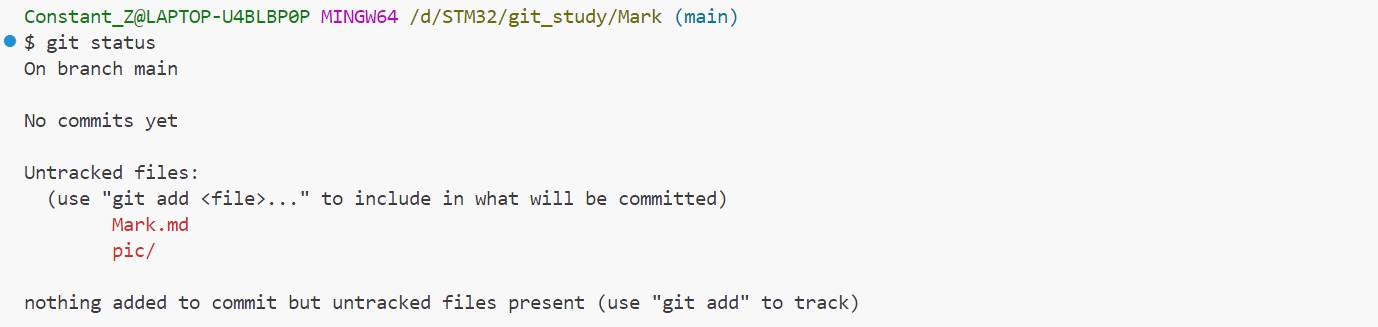 Constant_Z@LAPTOP-U4BLBP0P MINGW64 /d/STM32/git_study/Mark (main)
$ git status
On branch main
No commits yet
Untracked files:
(use "git add <file>..." to include in what will be committed)
Mark.md
pic/
nothing added to commit but untracked files present (use "git add" to track)